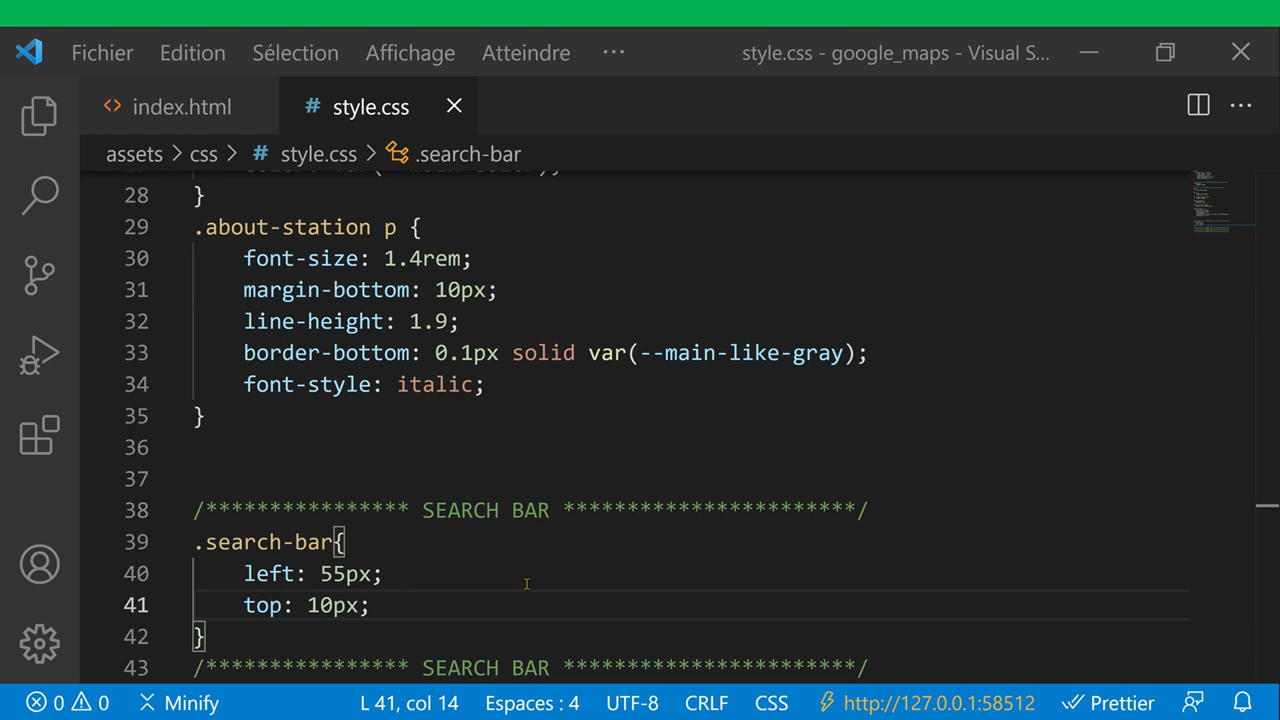 Fichier Edition Sélection Affichage Atteindre ··· style.css - google_maps - Visual S...
<> index.html # style.css
assets > css > # style.css > .search-bar
28 }
29 .about-station p {
30 font-size: 1.4rem;
31 margin-bottom: 10px;
32 line-height: 1.9;
33 border-bottom: 0.1px solid var(--main-like-gray);
34 font-style: italic;
35 }
36
37
38 /**************** SEARCH BAR ***********************/
39 .search-bar{
40 left: 55px;
41 top: 10px;
42 }
43 /**************** SEARCH BAR ***********************/
0 0 Minify L 41, col 14 Espaces : 4 UTF-8 CRLF CSS http://127.0.0.1:58512 Prettier